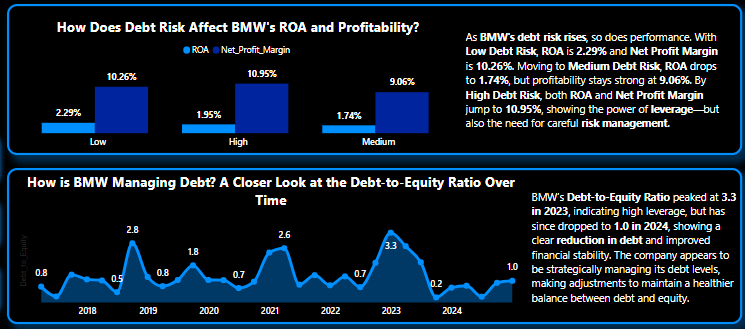 How Does Debt Risk Affect BMW's ROA and Profitability?
ROA Net_Profit_Margin
10.26% 10.95% 9.06%
2.29% 1.95% 1.74%
Low High Medium
As BMW's debt risk rises, so does performance. With
Low Debt Risk, ROA is 2.29% and Net Profit Margin
is 10.26%. Moving to Medium Debt Risk, ROA drops
to 1.74%, but profitability stays strong at 9.06%. By
High Debt Risk, both ROA and Net Profit Margin
jump to 10.95%, showing the power of leverage—but
also the need for careful risk management.
How is BMW Managing Debt? A Closer Look at the Debt-to-Equity Ratio Over
Time
Debt_to_Equity
0.8 0.5 2.8 0.8 1.8 0.7 2.6 0.7 3.3 0.2 1.0
2018 2019 2020 2021 2022 2023 2024
BMW's Debt-to-Equity Ratio peaked at 3.3
in 2023, indicating high leverage, but has
since dropped to 1.0 in 2024, showing a
clear reduction in debt and improved
financial stability. The company appears to
be strategically managing its debt levels,
making adjustments to maintain a healthier
balance between debt and equity.